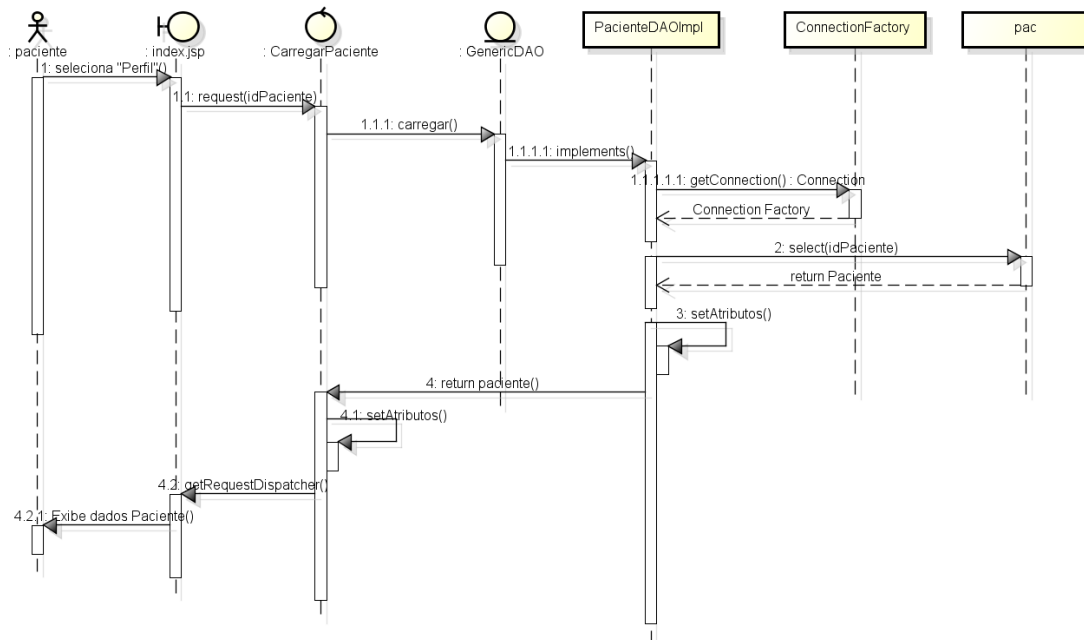 PacienteDAOImpl
ConnectionFactory
pac
: paciente
: index.jsp
: CarregarPaciente
: GenericDAO
1: seleciona "Perfil"()
1.1: request(idPaciente)
1.1.1: carregar()
1.1.1.1: implements()
1.1.1.1.1: getConnection() : Connection
Connection Factory
2: select(idPaciente)
return Paciente
3: setAtributos()
4: return paciente()
4.1: setAtributos()
4.2: getRequestDispatcher()
4.2.1: Exibe dados Paciente()